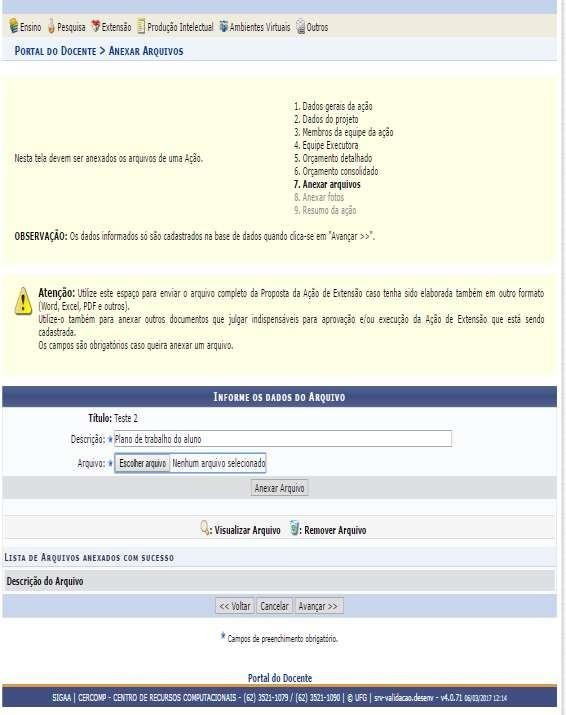 Ensino Pesquisa Extensão Produção Intelectual Ambientes Virtuais Outros
PORTAL DO DOCENTE > ANEXAR ARQUIVOS
Nesta tela devem ser anexados os arquivos de uma Ação.
1. Dados gerais da ação
2. Dados do projeto
3. Membros da equipe da ação
4. Equipe Executora
5. Orçamento detalhado
6. Orçamento consolidado
7. Anexar arquivos
8. Anexar fotos
9. Resumo da ação
OBSERVAÇÃO: Os dados informados só são cadastrados na base de dados quando clica-se em "Avançar >>".
Atenção: Utilize este espaço para enviar o arquivo completo da Proposta da Ação de Extensão caso tenha sido elaborada também em outro formato
(Word, Excel, PDF e outros).
Utilize-o também para anexar outros documentos que julgar indispensáveis para aprovação e/ou execução da Ação de Extensão que está sendo
cadastrada.
Os campos são obrigatórios caso queira anexar um arquivo.
INFORME OS DADOS DO ARQUIVO
Título: Teste 2
Descrição: * Plano de trabalho do aluno
Arquivo: * Escolher arquivo Nenhum arquivo selecionado
Anexar Arquivo
: Visualizar Arquivo : Remover Arquivo
LISTA DE ARQUIVOS ANEXADOS COM SUCESSO
Descrição do Arquivo
<< Voltar Cancelar Avançar >>
* Campos de preenchimento obrigatório.
Portal do Docente
SIGAA | CERCOMP - CENTRO DE RECURSOS COMPUTACIONAIS - (62) 3521-1079 / (62) 3521-1090 | © UFG | srv-validacao.desenv - v4.0.71 06/03/2017 12:14